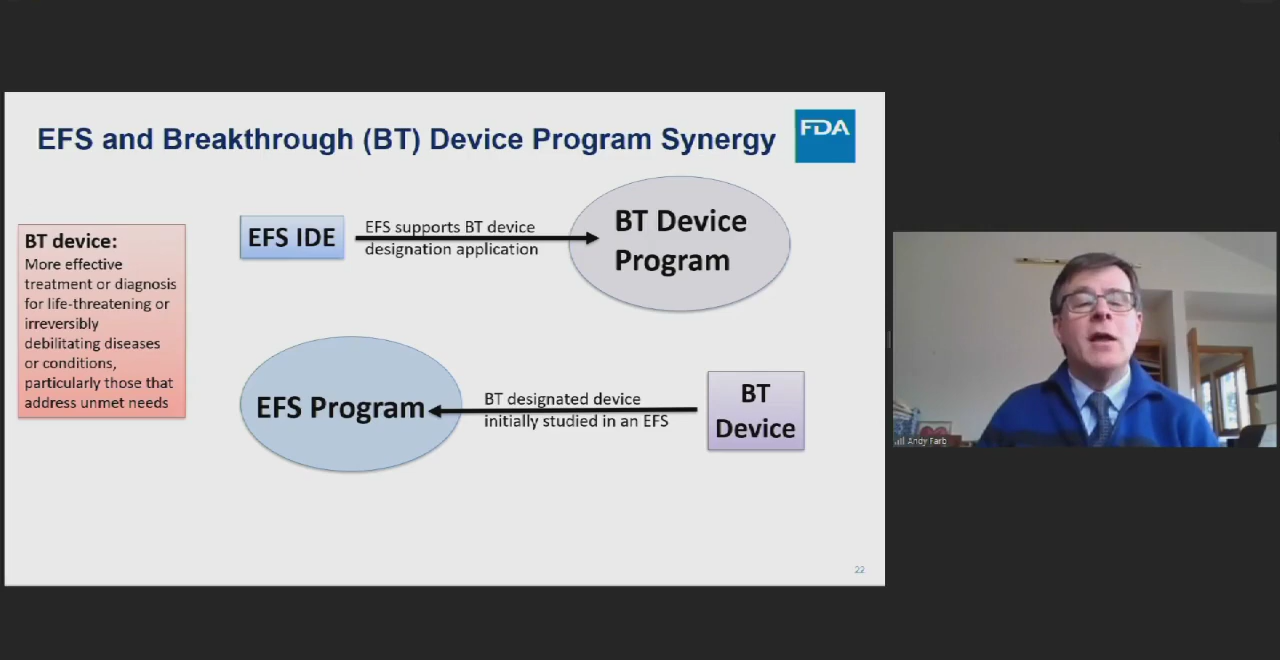 EFS and Breakthrough (BT) Device Program Synergy
FDA
BT device:
More effective
treatment or diagnosis
for life-threatening or
irreversibly
debilitating diseases
or conditions,
particularly those that
address unmet needs
EFS IDE
EFS supports BT device
designation application
BT Device
Program
EFS Program
BT designated device
initially studied in an EFS
BT
Device
22
Andy Farb